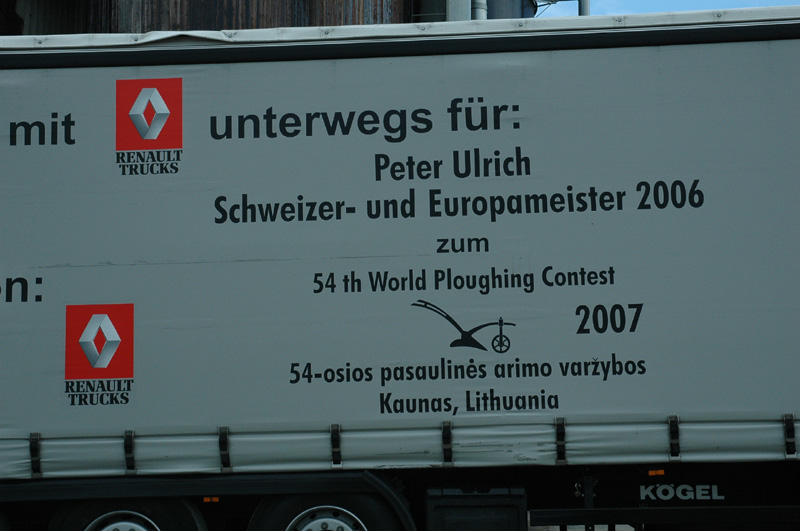 mit RENAULT TRUCKS unterwegs für:
Peter Ulrich
Schweizer- und Europameister 2006
zum
54 th World Ploughing Contest
n:
2007
RENAULT
TRUCKS
54-osios pasaulinės arimo varžybos
Kaunas, Lithuania
KÖGEL